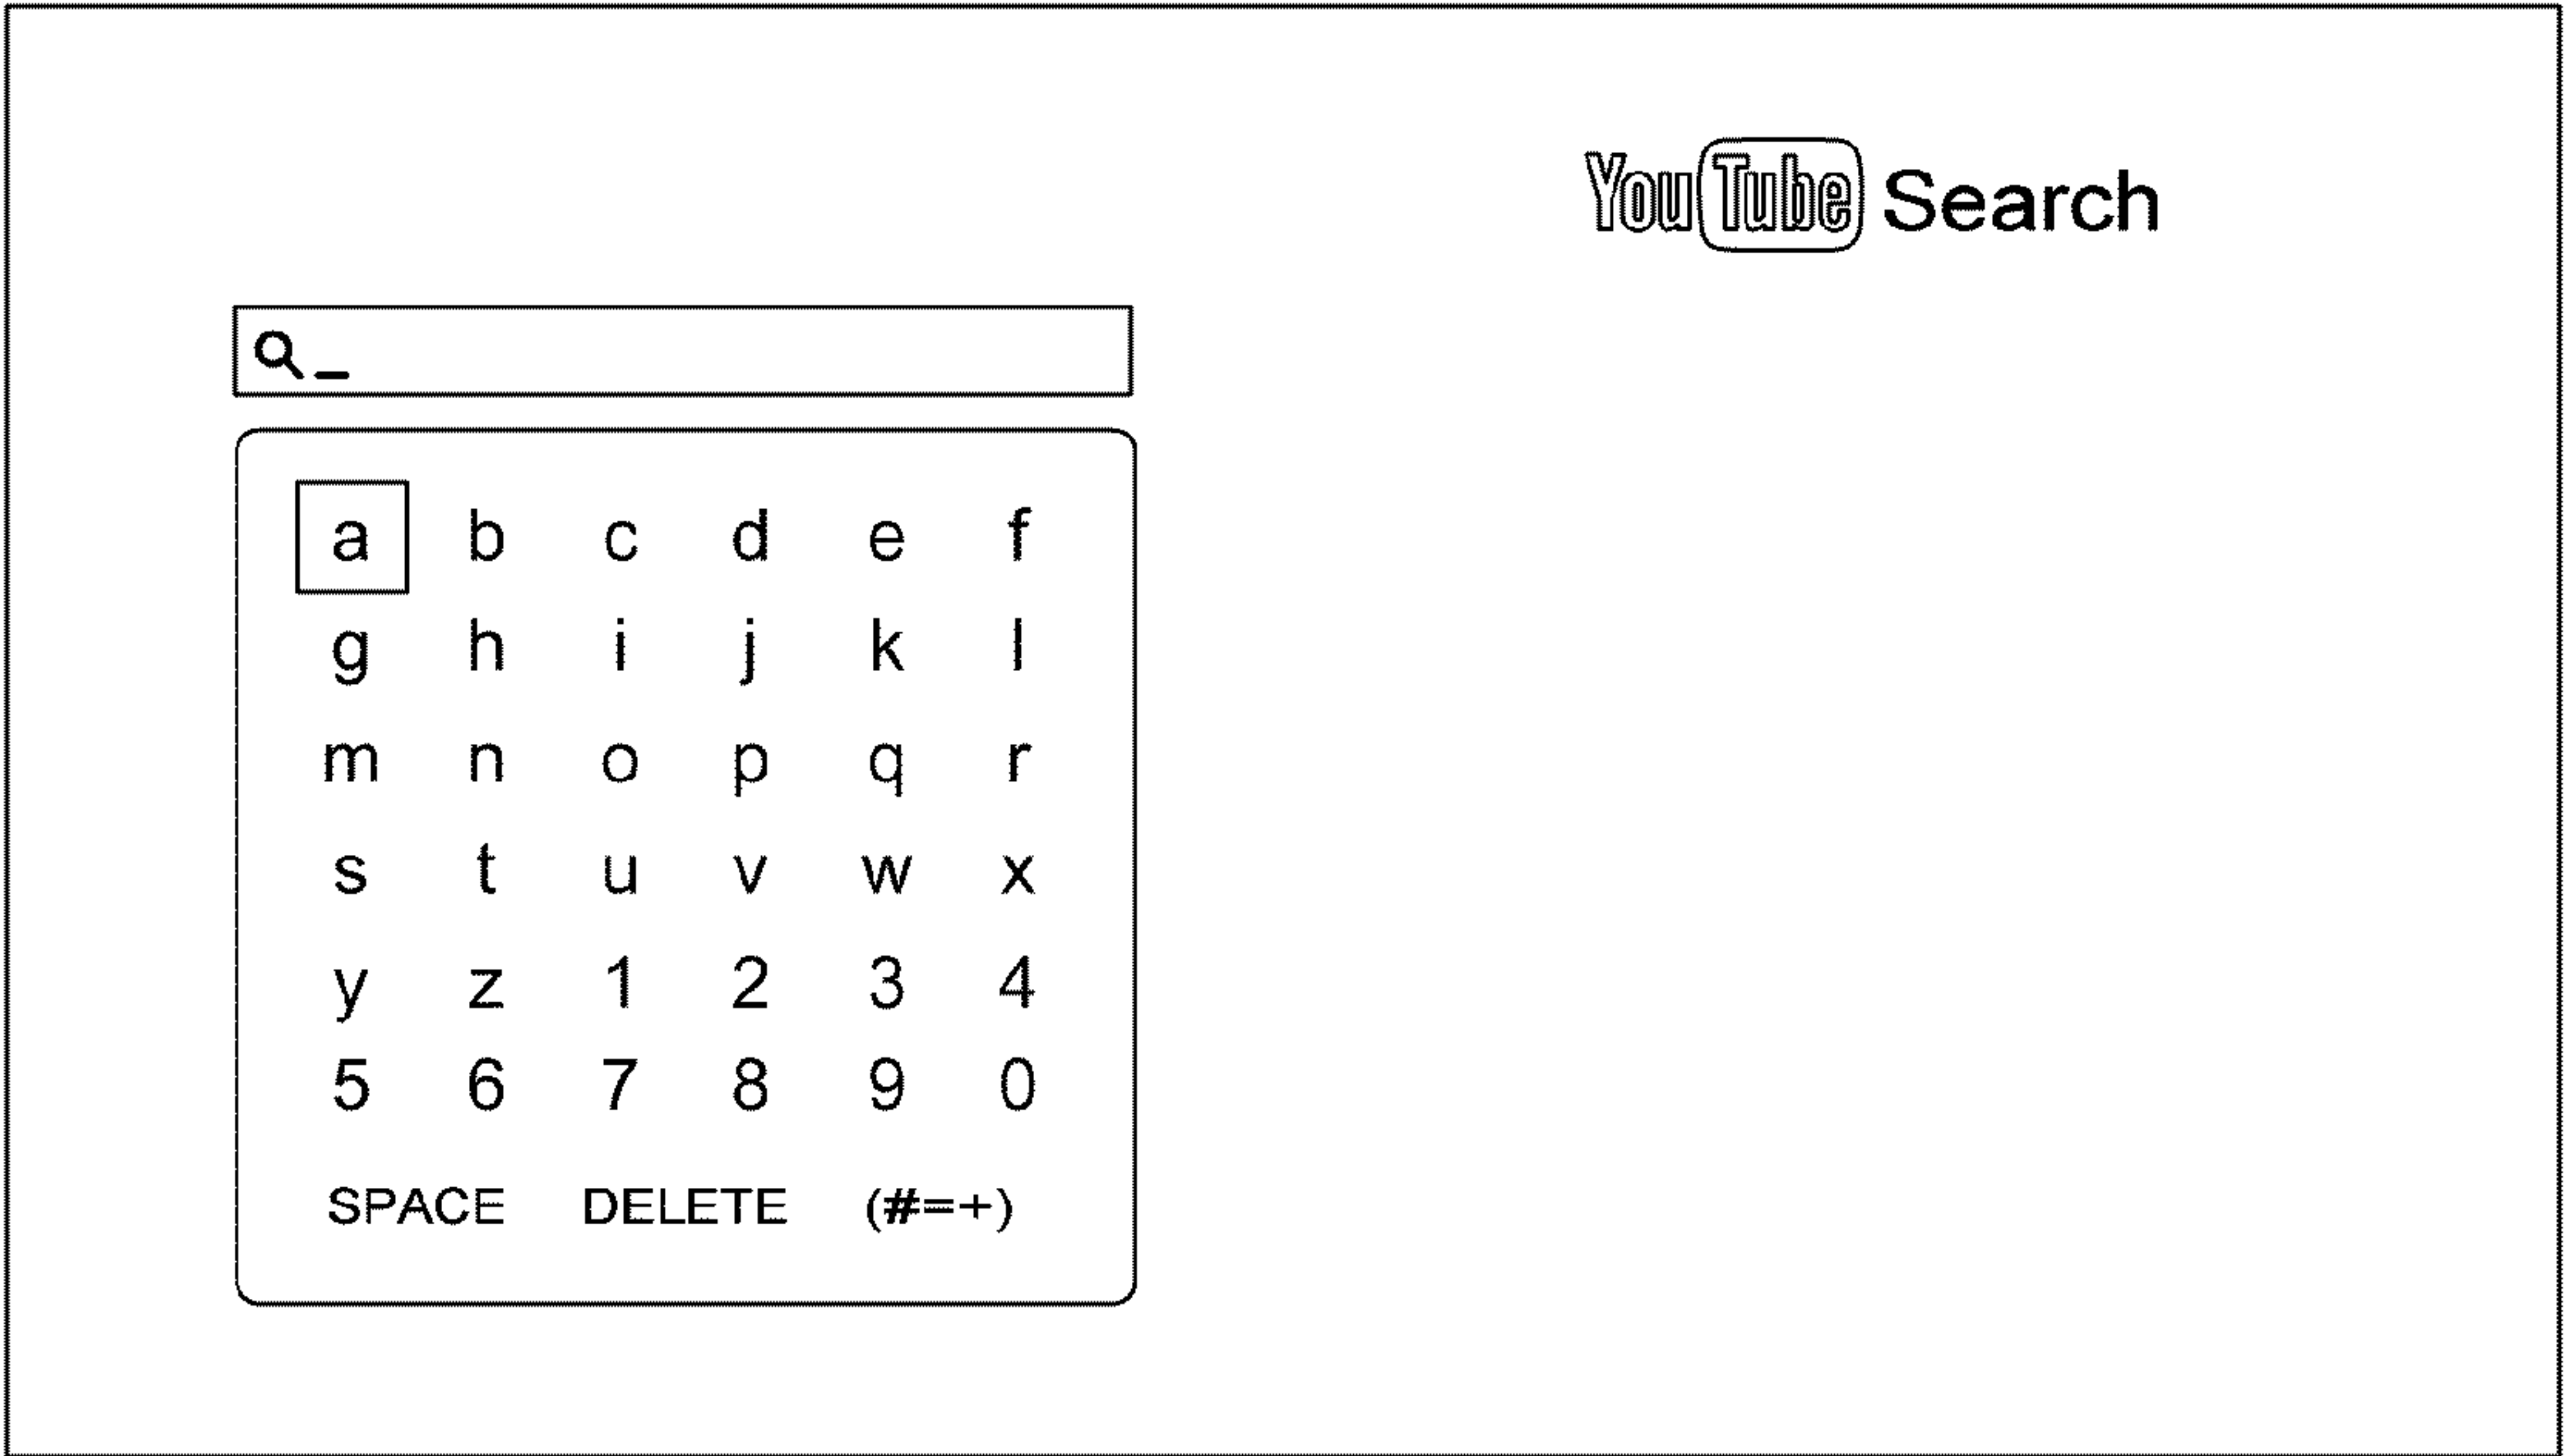 YouTube Search
_
a b c d e f
g h i j k l
m n o p q r
s t u v w x
y z 1 2 3 4
5 6 7 8 9 0
SPACE DELETE (#=+)